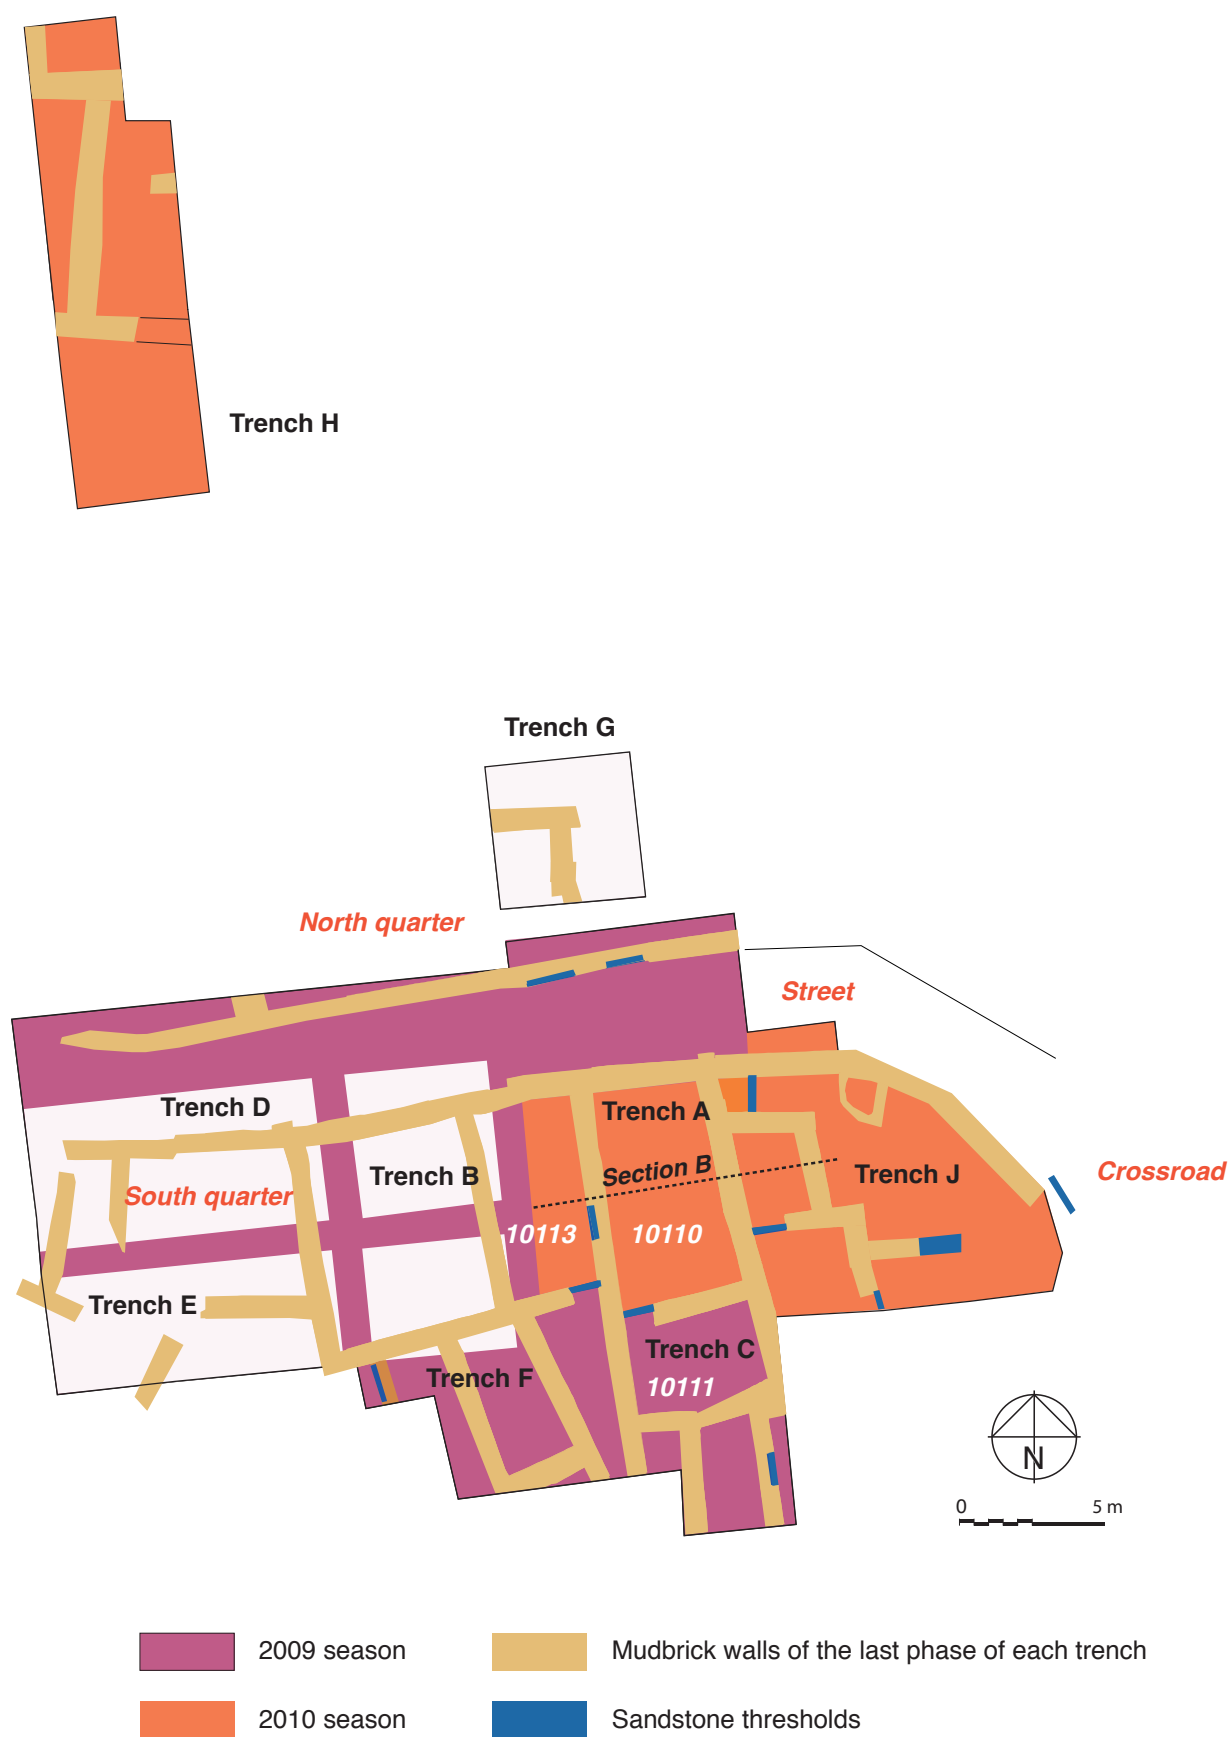 Trench H
Trench G
North quarter
Street
Trench D
Trench A
Trench B
Section B
Trench J
Crossroad
South quarter
10113
10110
Trench E
Trench C
Trench F
10111
N
0 5 m
2009 season
Mudbrick walls of the last phase of each trench
2010 season
Sandstone thresholds